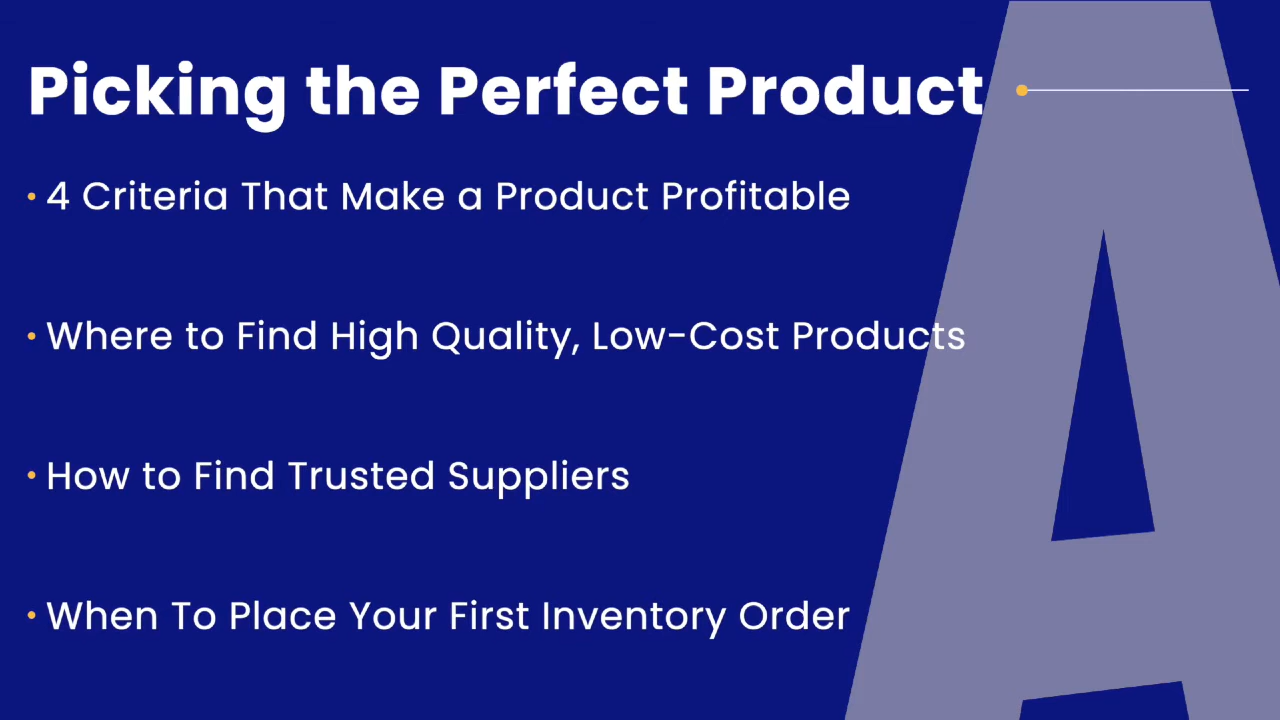 Picking the Perfect Product
• 4 Criteria That Make a Product Profitable
• Where to Find High Quality, Low-Cost Products
• How to Find Trusted Suppliers
• When To Place Your First Inventory Order
A